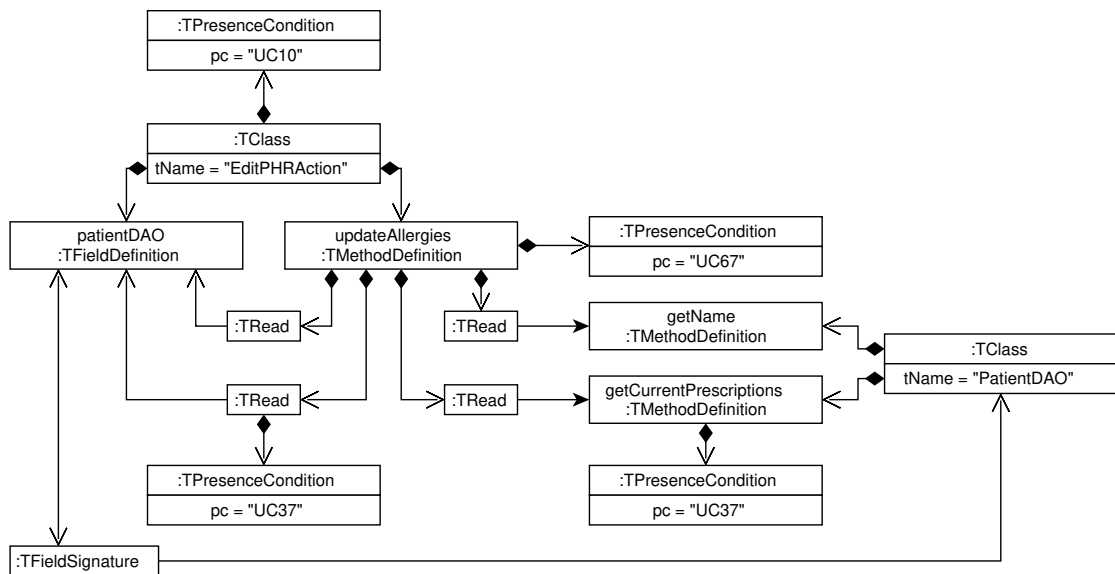 :TPresenceCondition
pc = "UC10"
:TClass
tName = "EditPHRAction"
patientDAO
:TFieldDefinition
updateAllergies
:TMethodDefinition
:TPresenceCondition
pc = "UC67"
:TRead
:TRead
getName
:TMethodDefinition
:TClass
tName = "PatientDAO"
:TRead
:TRead
getCurrentPrescriptions
:TMethodDefinition
:TPresenceCondition
pc = "UC37"
:TPresenceCondition
pc = "UC37"
:TFieldSignature